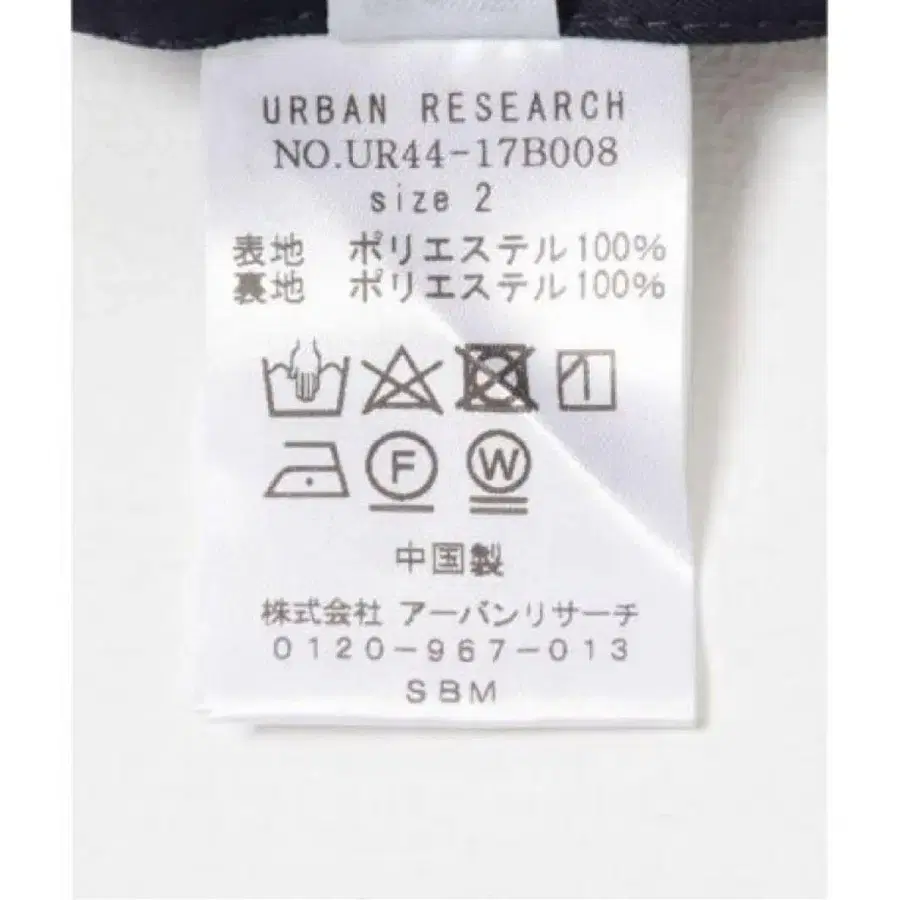 URBAN RESEARCH
NO.UR44-17B008
size 2
表地 ポリエステル100%
裏地 ポリエステル100%
F W
中国製
株式会社 アーバンリサーチ
0120-967-013
SBM